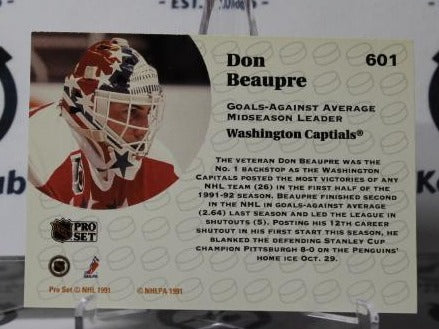 Don
Beaupre
601
GOALS-AGAINST AVERAGE
MIDSEASON LEADER
Washington Captials®
THE VETERAN DON BEAUPRE WAS THE
NO. 1 BACKSTOP AS THE WASHINGTON
CAPITALS POSTED THE MOST VICTORIES OF ANY
NHL TEAM (26) IN THE FIRST HALF OF THE
1991-92 SEASON. BEAUPRE FINISHED SECOND
IN THE NHL IN GOALS-AGAINST AVERAGE
(2.64) LAST SEASON AND LED THE LEAGUE IN
SHUTOUTS (5). POSTING HIS 12TH CAREER
SHUTOUT IN HIS FIRST START THIS SEASON, HE
BLANKED THE DEFENDING STANLEY CUP
CHAMPION PITTSBURGH 8-0 ON THE PENGUINS'
HOME ICE OCT. 29.
NHL PRO
SET
Pro Set © NHL 1991 © NHLPA 1991